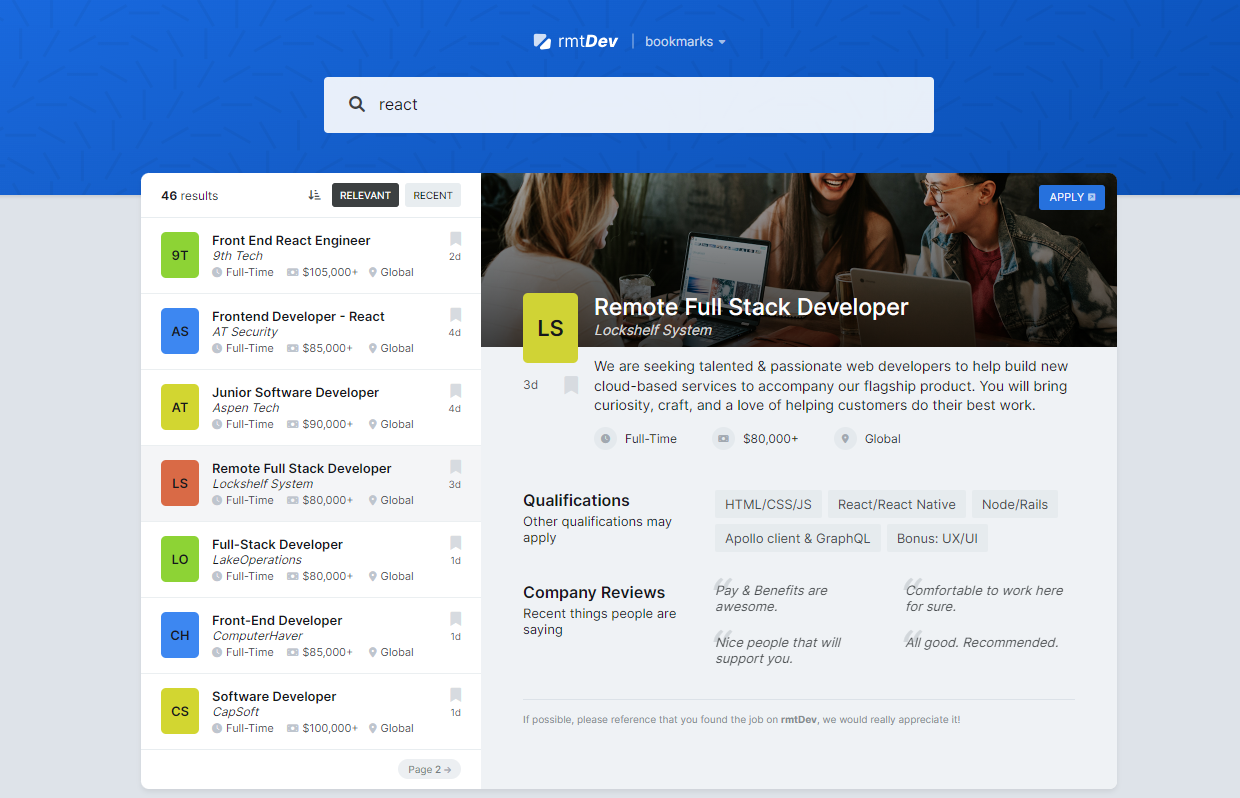 rmtDev
bookmarks
react
46 results
RELEVANT
RECENT
9T
Front End React Engineer
9th Tech
Full-Time $105,000+ Global
2d
AS
Frontend Developer - React
AT Security
Full-Time $85,000+ Global
4d
AT
Junior Software Developer
Aspen Tech
Full-Time $90,000+ Global
4d
LS
Remote Full Stack Developer
Lockshelf System
Full-Time $80,000+ Global
3d
LO
Full-Stack Developer
LakeOperations
Full-Time $80,000+ Global
1d
CH
Front-End Developer
ComputerHaver
Full-Time $85,000+ Global
1d
CS
Software Developer
CapSoft
Full-Time $100,000+ Global
1d
Page 2 →
APPLY
LS
Remote Full Stack Developer
Lockshelf System
3d
We are seeking talented & passionate web developers to help build new
cloud-based services to accompany our flagship product. You will bring
curiosity, craft, and a love of helping customers do their best work.
Full-Time $80,000+ Global
Qualifications
Other qualifications may
apply
HTML/CSS/JS React/React Native Node/Rails
Apollo client & GraphQL Bonus: UX/UI
Company Reviews
Recent things people are
saying
Pay & Benefits are
awesome.
Comfortable to work here
for sure.
Nice people that will
support you.
All good. Recommended.
If possible, please reference that you found the job on rmtDev, we would really appreciate it!